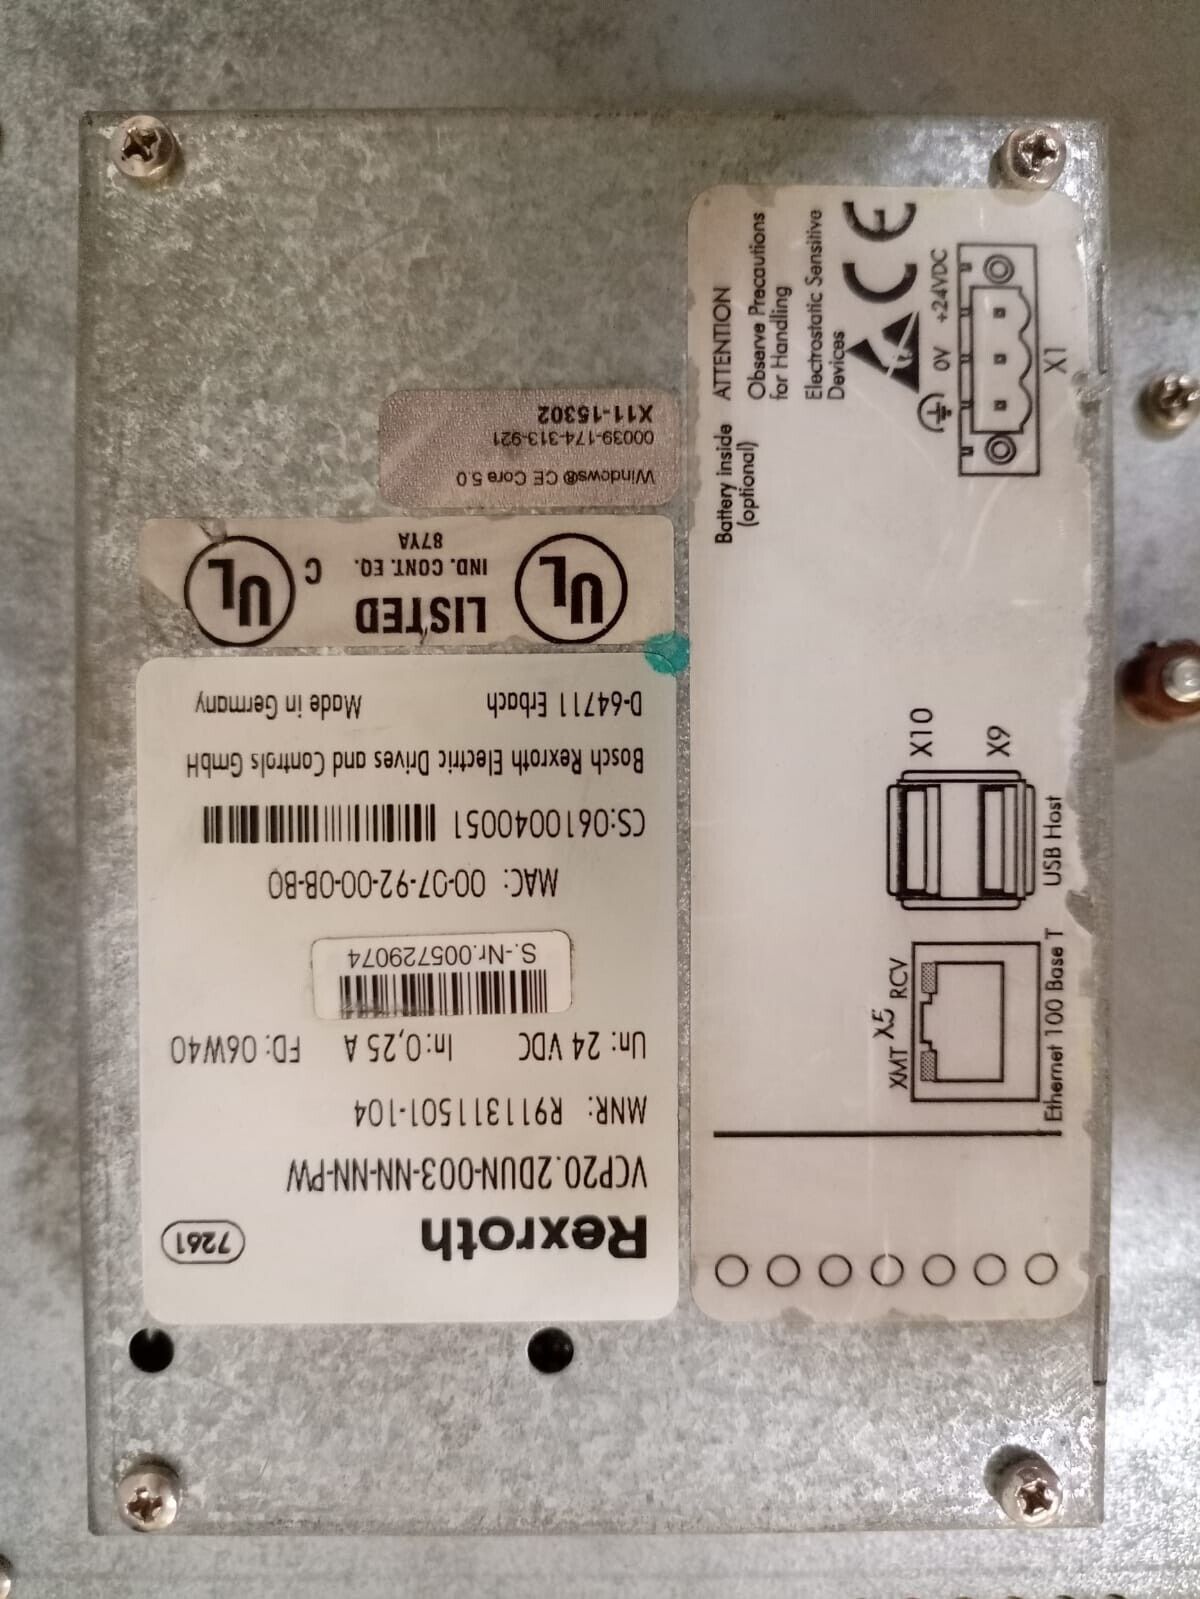 Rexroth
7261
VCP20.2DUN-003-NN-NN-PW
MNR: R911311501-104
Un: 24 VDC In:0,25 A FD: 06W40
S.-Nr.005729074
MAC: 00-07-92-00-0B-B0
CS:0610040051
Bosch Rexroth Electric Drives and Controls GmbH
D-64711 Erbach Made in Germany
UL LISTED C UL
IND. CONT. EQ.
87YA
Windows® CE Core 5.0
00039-174-313-921
X11-15302
Battery inside
(optional)
ATTENTION
Observe Precautions
for Handling
Electrostatic Sensitive
Devices
CE
0V +24VDC
X1
X10
X9
USB Host
XMT X5 RCV
Ethernet 100 Base T